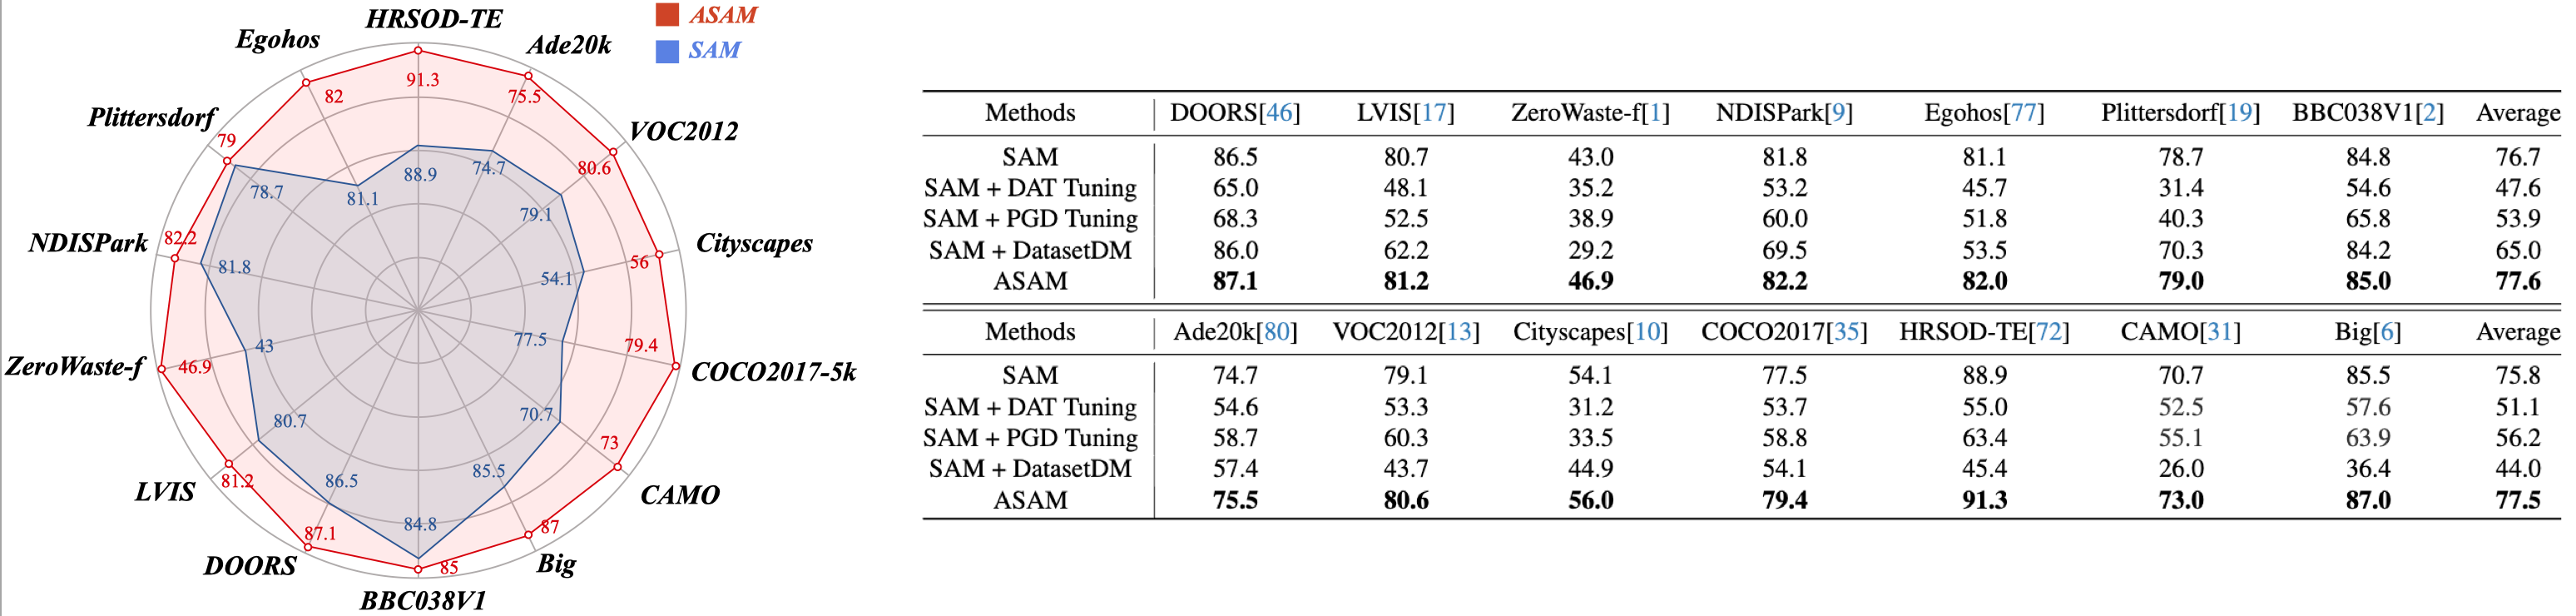 HRSOD-TE
Egohos
Ade20k
ASAM
SAM
91.3
82
75.5
Plittersdorf
VOC2012
79
80.6
88.9
74.7
78.7
81.1
79.1
NDISPark
Cityscapes
82.2
81.8
54.1
56
ZeroWaste-f
43
46.9
77.5
79.4
COCO2017-5k
80.7
70.7
73
LVIS
81.2
86.5
85.5
CAMO
DOORS
87.1
84.8
87
Big
85
BBC038V1
Methods DOORS[46] LVIS[17] ZeroWaste-f[1] NDISPark[9] Egohos[77] Plittersdorf[19] BBC038V1[2] Average
SAM 86.5 80.7 43.0 81.8 81.1 78.7 84.8 76.7
SAM + DAT Tuning 65.0 48.1 35.2 53.2 45.7 31.4 54.6 47.6
SAM + PGD Tuning 68.3 52.5 38.9 60.0 51.8 40.3 65.8 53.9
SAM + DatasetDM 86.0 62.2 29.2 69.5 53.5 70.3 84.2 65.0
ASAM 87.1 81.2 46.9 82.2 82.0 79.0 85.0 77.6
Methods Ade20k[80] VOC2012[13] Cityscapes[10] COCO2017[35] HRSOD-TE[72] CAMO[31] Big[6] Average
SAM 74.7 79.1 54.1 77.5 88.9 70.7 85.5 75.8
SAM + DAT Tuning 54.6 53.3 31.2 53.7 55.0 52.5 57.6 51.1
SAM + PGD Tuning 58.7 60.3 33.5 58.8 63.4 55.1 63.9 56.2
SAM + DatasetDM 57.4 43.7 44.9 54.1 45.4 26.0 36.4 44.0
ASAM 75.5 80.6 56.0 79.4 91.3 73.0 87.0 77.5